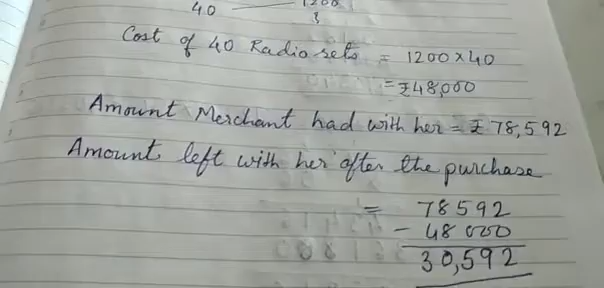 40 1200
3
Cost of 40 Radio sets = 1200×40
= ₹48,000
Amount Merchant had with her = ₹ 78,592
Amount left with her after the purchase
= 78592
- 48000
30,592